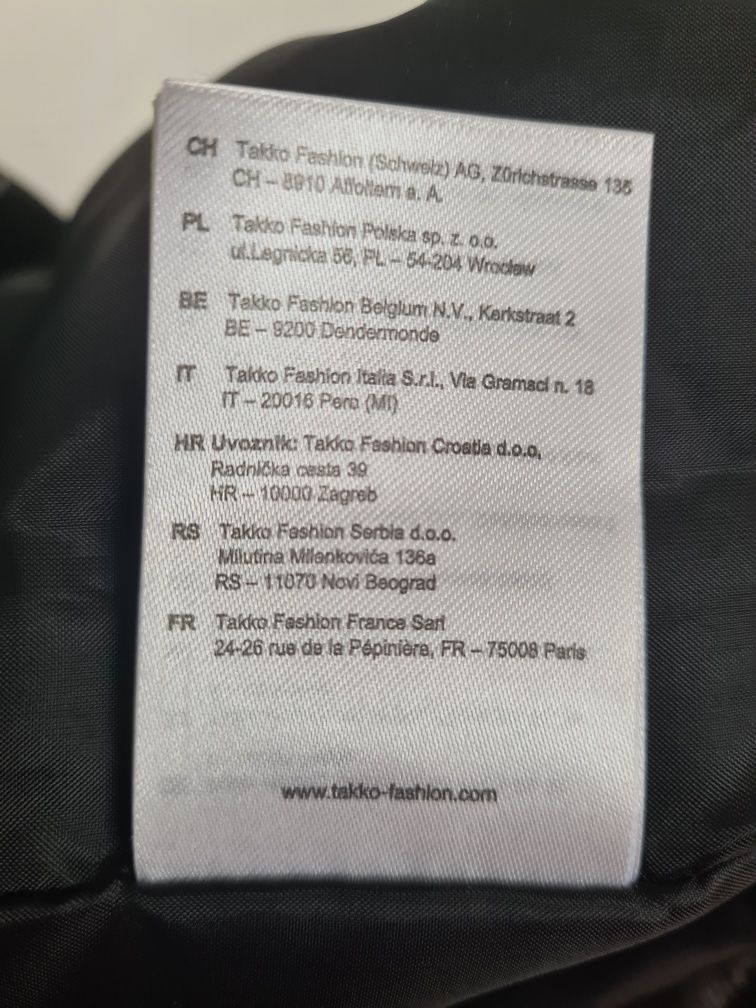 CH Takko Fashion (Schweiz) AG, Zürichstrasse 135
CH – 8910 Affoltern a. A.
PL Takko Fashion Polska sp. z. o.o.
ul.Legnicka 56, PL – 54-204 Wrocław
BE Takko Fashion Belgium N.V., Kerkstraat 2
BE – 9200 Dendermonde
IT Takko Fashion Italia S.r.l., Via Gramsci n. 18
IT – 20016 Pero (MI)
HR Uvoznik: Takko Fashion Croatia d.o.o,
Radnička cesta 39
HR – 10000 Zagreb
RS Takko Fashion Serbia d.o.o.
Milutina Milankovića 136a
RS – 11070 Novi Beograd
FR Takko Fashion France Sarl
24-26 rue de la Pépinière, FR – 75008 Paris
www.takko-fashion.com